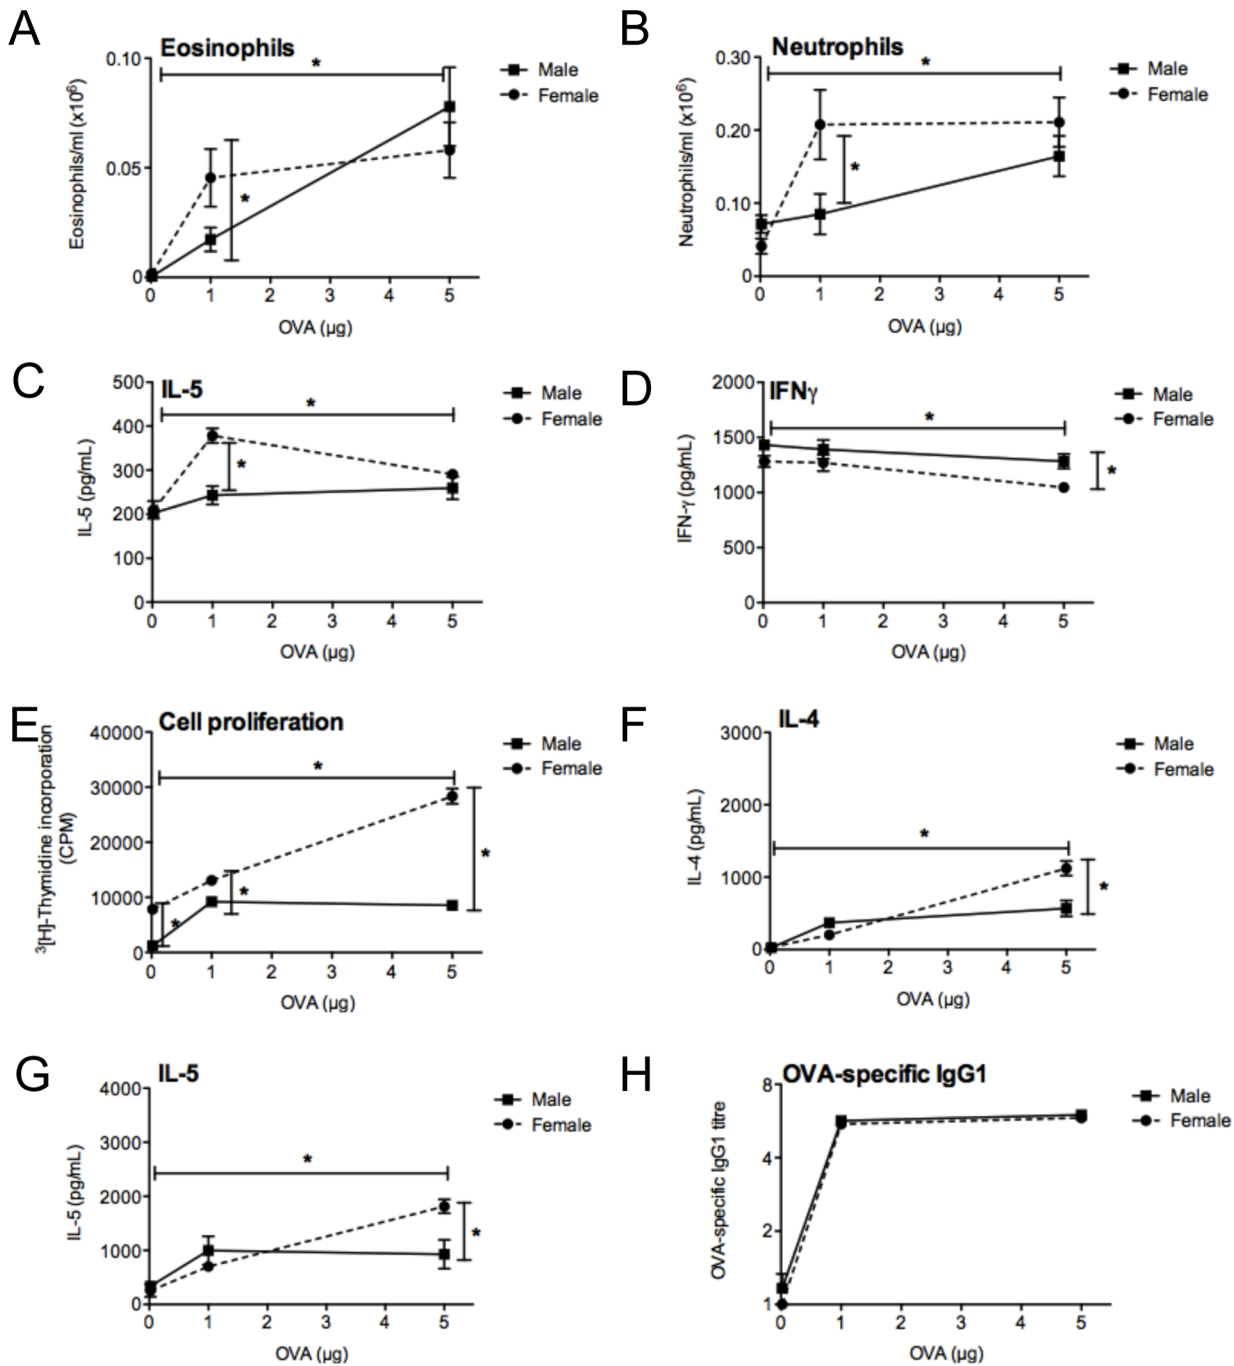 A
Eosinophils
*
0.10
0.05
0
*
Eosinophils/ml (x10⁶)
0 1 2 3 4 5
OVA (µg)
Male
Female
B
Neutrophils
*
0.30
0.20
0.10
0
*
Neutrophils/ml (x10⁶)
0 1 2 3 4 5
OVA (µg)
Male
Female
C
IL-5
*
500
400
300
200
100
0
*
IL-5 (pg/mL)
0 1 2 3 4 5
OVA (µg)
Male
Female
D
IFNγ
*
2000
1500
1000
500
0
*
IFN-γ (pg/mL)
0 1 2 3 4 5
OVA (µg)
Male
Female
E
Cell proliferation
*
40000
30000
20000
10000
0
*
*
*
³[H]-Thymidine incorporation
(CPM)
0 1 2 3 4 5
OVA (µg)
Male
Female
F
IL-4
*
3000
2000
1000
0
*
IL-4 (pg/mL)
0 1 2 3 4 5
OVA (µg)
Male
Female
G
IL-5
*
4000
3000
2000
1000
0
*
IL-5 (pg/mL)
0 1 2 3 4 5
OVA (µg)
Male
Female
H
OVA-specific IgG1
8
4
2
1
OVA-specific IgG1 titre
0 1 2 3 4 5
OVA (µg)
Male
Female